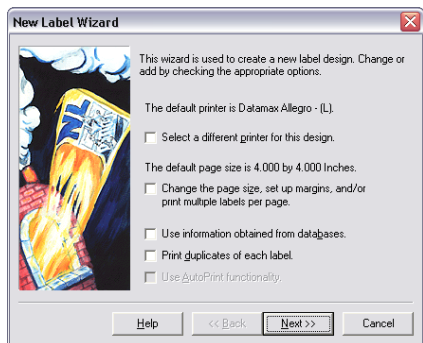 New Label Wizard
This wizard is used to create a new label design. Change or
add by checking the appropriate options.
The default printer is Datamax Allegro - (L).
Select a different printer for this design.
The default page size is 4.000 by 4.000 Inches.
Change the page size, set up margins, and/or
print multiple labels per page.
Use information obtained from databases.
Print duplicates of each label.
Use AutoPrint functionality.
NL
Help
<< Back
Next >>
Cancel